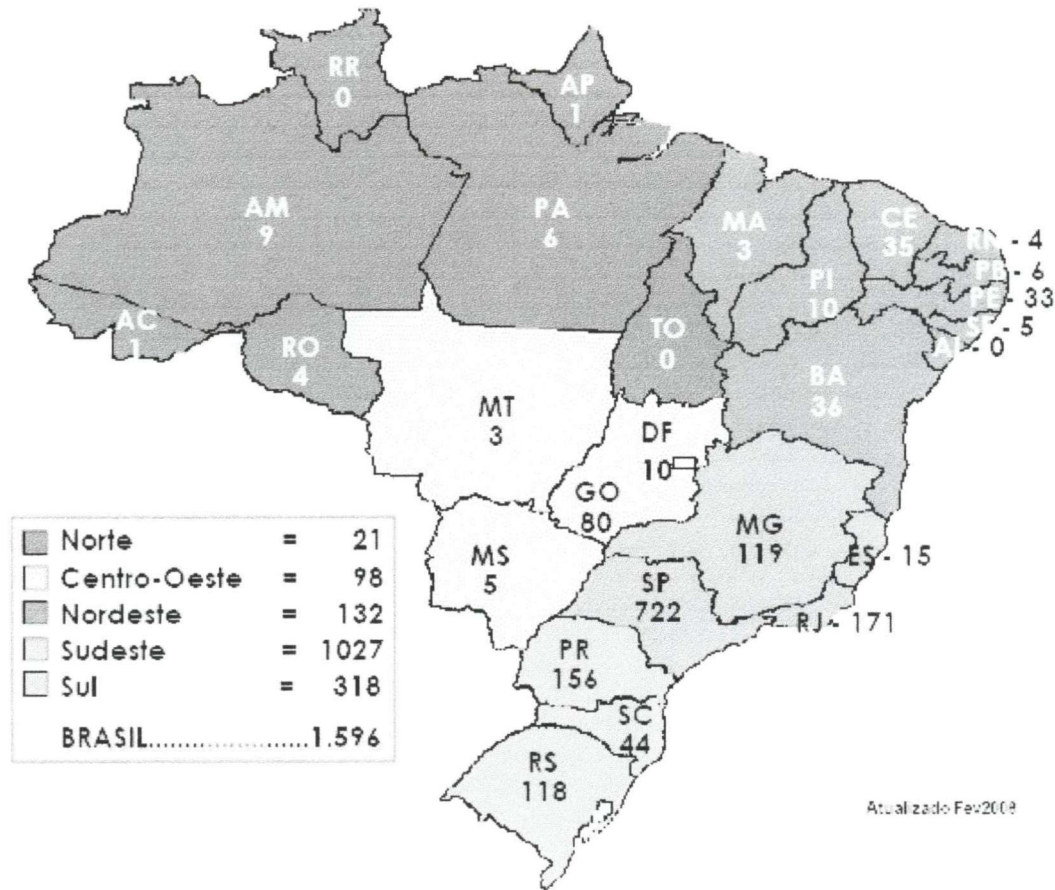 RR
0
AP
1
AM
9
PA
6
MA
3
CE
35
RN - 4
PB - 6
PE - 33
SE - 5
AL - 0
PI
10
AC
1
RO
4
TO
0
BA
36
MT
3
DF
10
GO
80
MG
119
ES - 15
MS
5
SP
722
RJ - 171
PR
156
SC
44
RS
118
Norte = 21
Centro-Oeste = 98
Nordeste = 132
Sudeste = 1027
Sul = 318
BRASIL......................1.596
Atualizado Fev2008